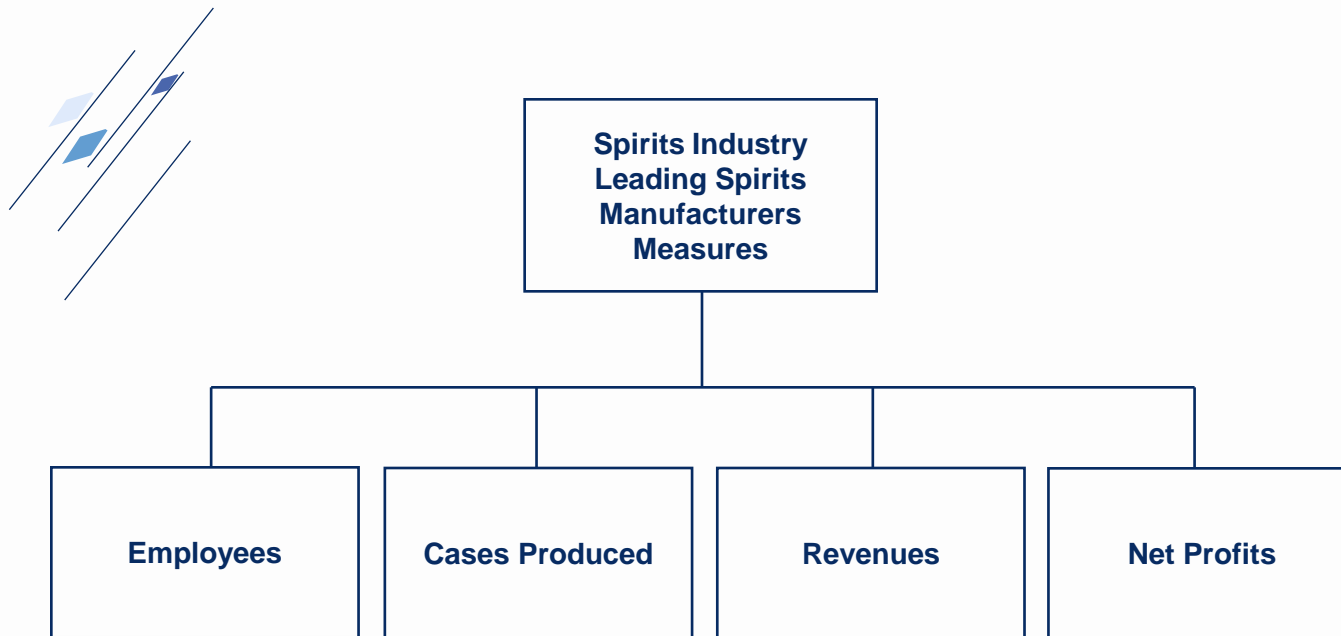 Spirits Industry
Leading Spirits
Manufacturers
Measures
Employees
Cases Produced
Revenues
Net Profits